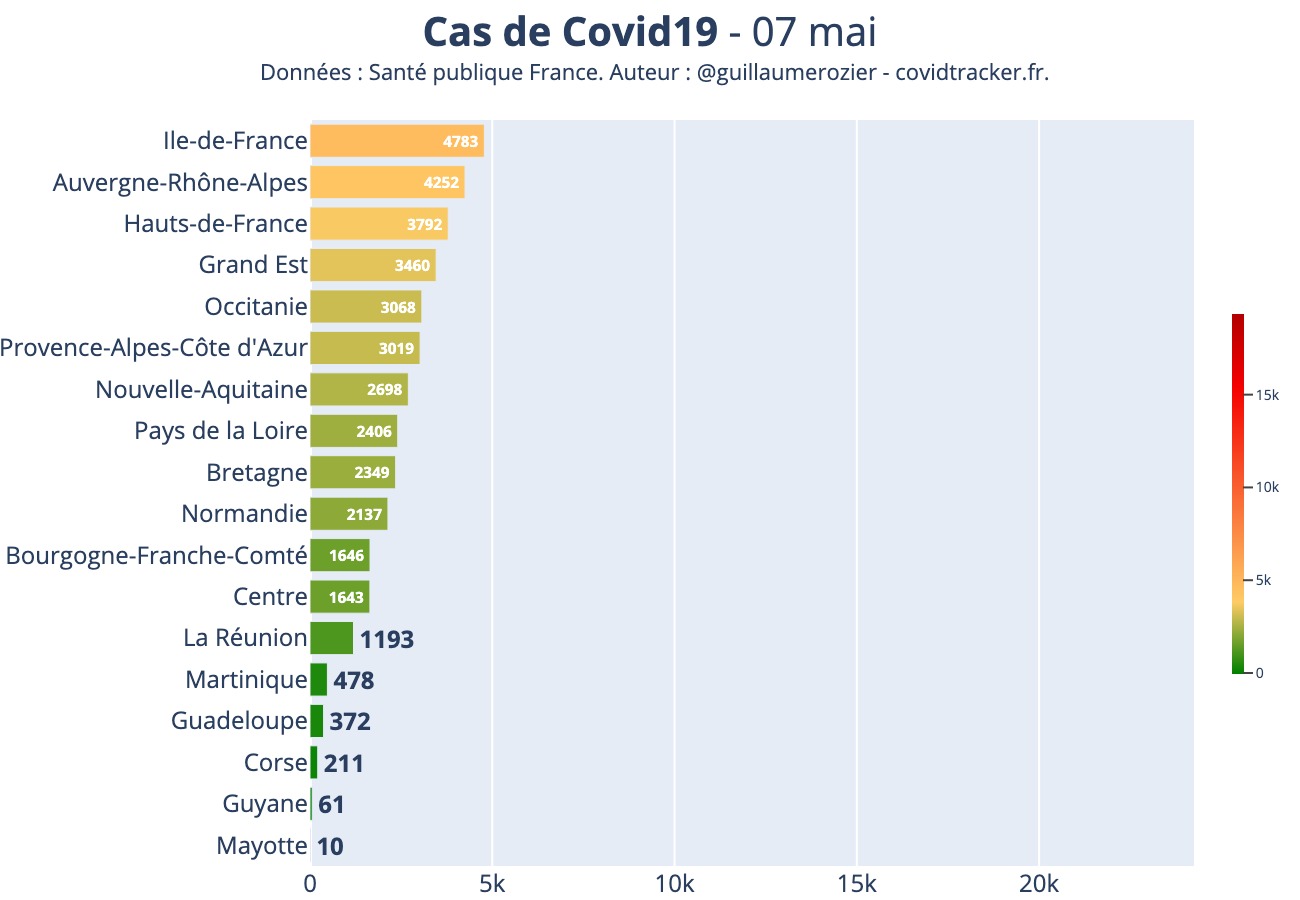 Cas de Covid19 - 07 mai
Données : Santé publique France. Auteur : @guillaumerozier - covidtracker.fr.
Ile-de-France 4783
Auvergne-Rhône-Alpes 4252
Hauts-de-France 3792
Grand Est 3460
Occitanie 3068
Provence-Alpes-Côte d'Azur 3019
Nouvelle-Aquitaine 2698
Pays de la Loire 2406
Bretagne 2349
Normandie 2137
Bourgogne-Franche-Comté 1646
Centre 1643
La Réunion 1193
Martinique 478
Guadeloupe 372
Corse 211
Guyane 61
Mayotte 10
0 5k 10k 15k 20k
15k
10k
5k
0